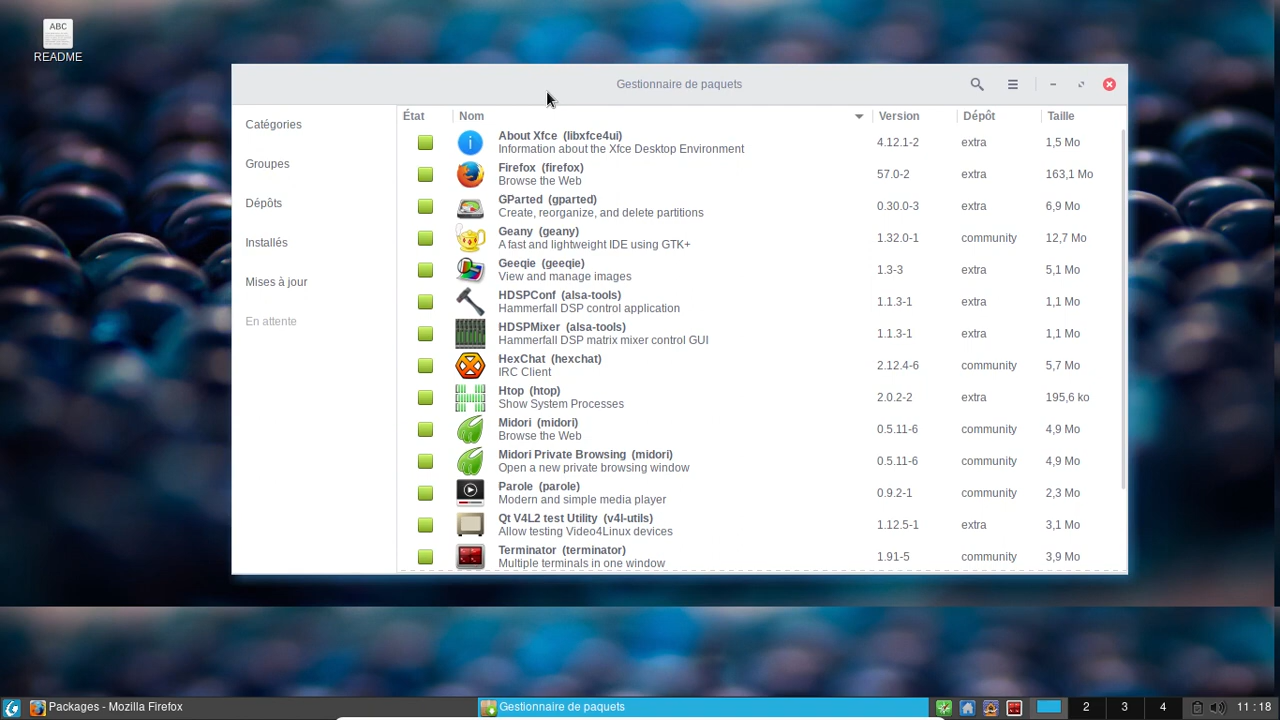 ABC
README
Gestionnaire de paquets
État Nom Version Dépôt Taille
Catégories
Groupes
Dépôts
Installés
Mises à jour
En attente
About Xfce (libxfce4ui)
Information about the Xfce Desktop Environment
4.12.1-2 extra 1,5 Mo
Firefox (firefox)
Browse the Web
57.0-2 extra 163,1 Mo
GParted (gparted)
Create, reorganize, and delete partitions
0.30.0-3 extra 6,9 Mo
Geany (geany)
A fast and lightweight IDE using GTK+
1.32.0-1 community 12,7 Mo
Geeqie (geeqie)
View and manage images
1.3-3 extra 5,1 Mo
HDSPConf (alsa-tools)
Hammerfall DSP control application
1.1.3-1 extra 1,1 Mo
HDSPMixer (alsa-tools)
Hammerfall DSP matrix mixer control GUI
1.1.3-1 extra 1,1 Mo
HexChat (hexchat)
IRC Client
2.12.4-6 community 5,7 Mo
Htop (htop)
Show System Processes
2.0.2-2 extra 195,6 ko
Midori (midori)
Browse the Web
0.5.11-6 community 4,9 Mo
Midori Private Browsing (midori)
Open a new private browsing window
0.5.11-6 community 4,9 Mo
Parole (parole)
Modern and simple media player
0.9.2-1 community 2,3 Mo
Qt V4L2 test Utility (v4l-utils)
Allow testing Video4Linux devices
1.12.5-1 extra 3,1 Mo
Terminator (terminator)
Multiple terminals in one window
1.91-5 community 3,9 Mo
Packages - Mozilla Firefox Gestionnaire de paquets 2 3 4 11:18